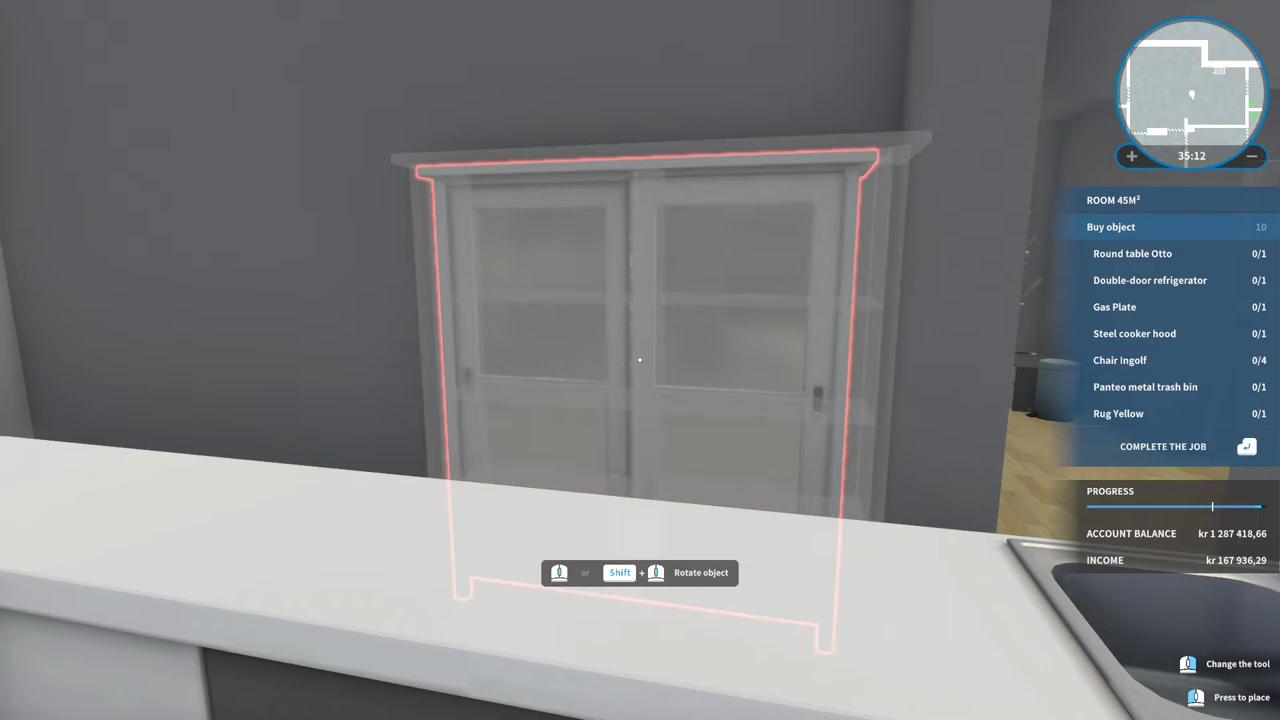 + 35:12 −
ROOM 45M²
Buy object 10
Round table Otto 0/1
Double-door refrigerator 0/1
Gas Plate 0/1
Steel cooker hood 0/1
Chair Ingolf 0/4
Panteo metal trash bin 0/1
Rug Yellow 0/1
COMPLETE THE JOB
PROGRESS
ACCOUNT BALANCE kr 1 287 418,66
INCOME kr 167 936,29
or Shift + Rotate object
Change the tool
Press to place